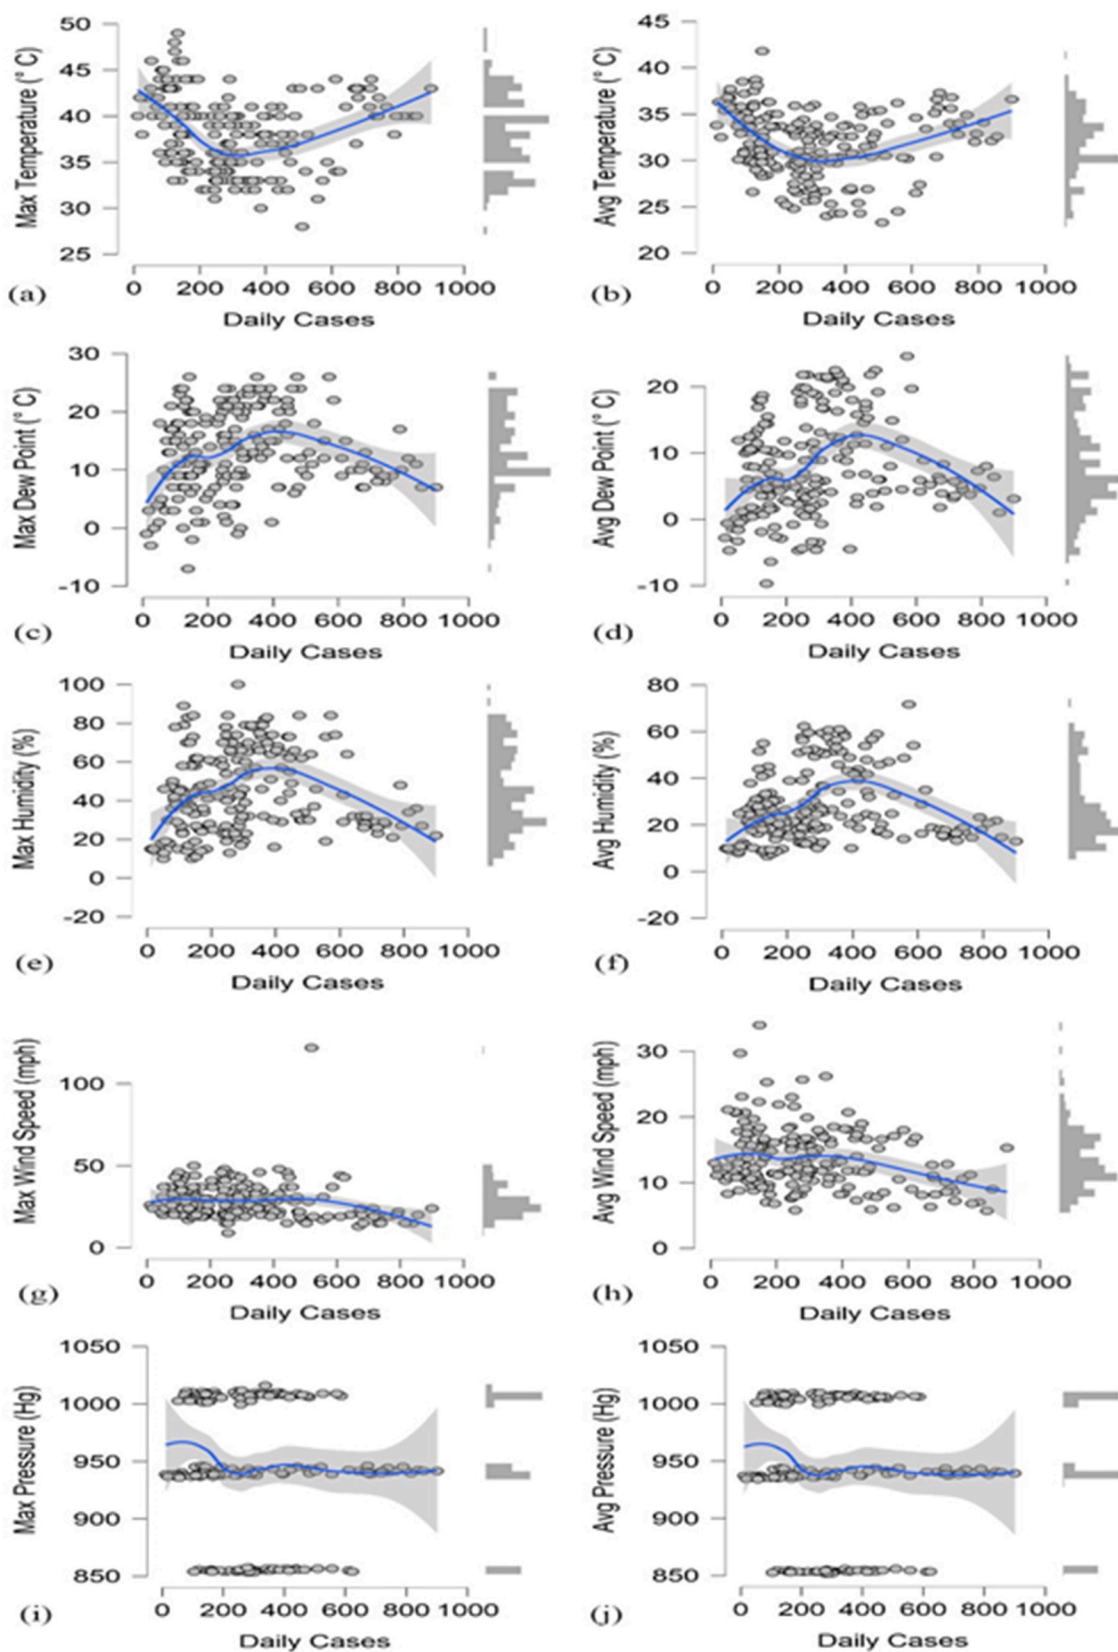 Max Temperature (° C)
50
45
40
35
30
25
0 200 400 600 800 1000
(a)
Daily Cases
Avg Temperature (° C)
45
40
35
30
25
20
0 200 400 600 800 1000
(b)
Daily Cases
Max Dew Point (° C)
30
20
10
0
-10
0 200 400 600 800 1000
(c)
Daily Cases
Avg Dew Point (° C)
20
10
0
-10
0 200 400 600 800 1000
(d)
Daily Cases
Max Humidity (%)
100
80
60
40
20
0
-20
0 200 400 600 800 1000
(e)
Daily Cases
Avg Humidity (%)
80
60
40
20
0
-20
0 200 400 600 800 1000
(f)
Daily Cases
Max Wind Speed (mph)
100
50
0
0 200 400 600 800 1000
(g)
Daily Cases
Avg Wind Speed (mph)
30
20
10
0
0 200 400 600 800 1000
(h)
Daily Cases
Max Pressure (Hg)
1050
1000
950
900
850
0 200 400 600 800 1000
(i)
Daily Cases
Avg Pressure (Hg)
1050
1000
950
900
850
0 200 400 600 800 1000
(j)
Daily Cases